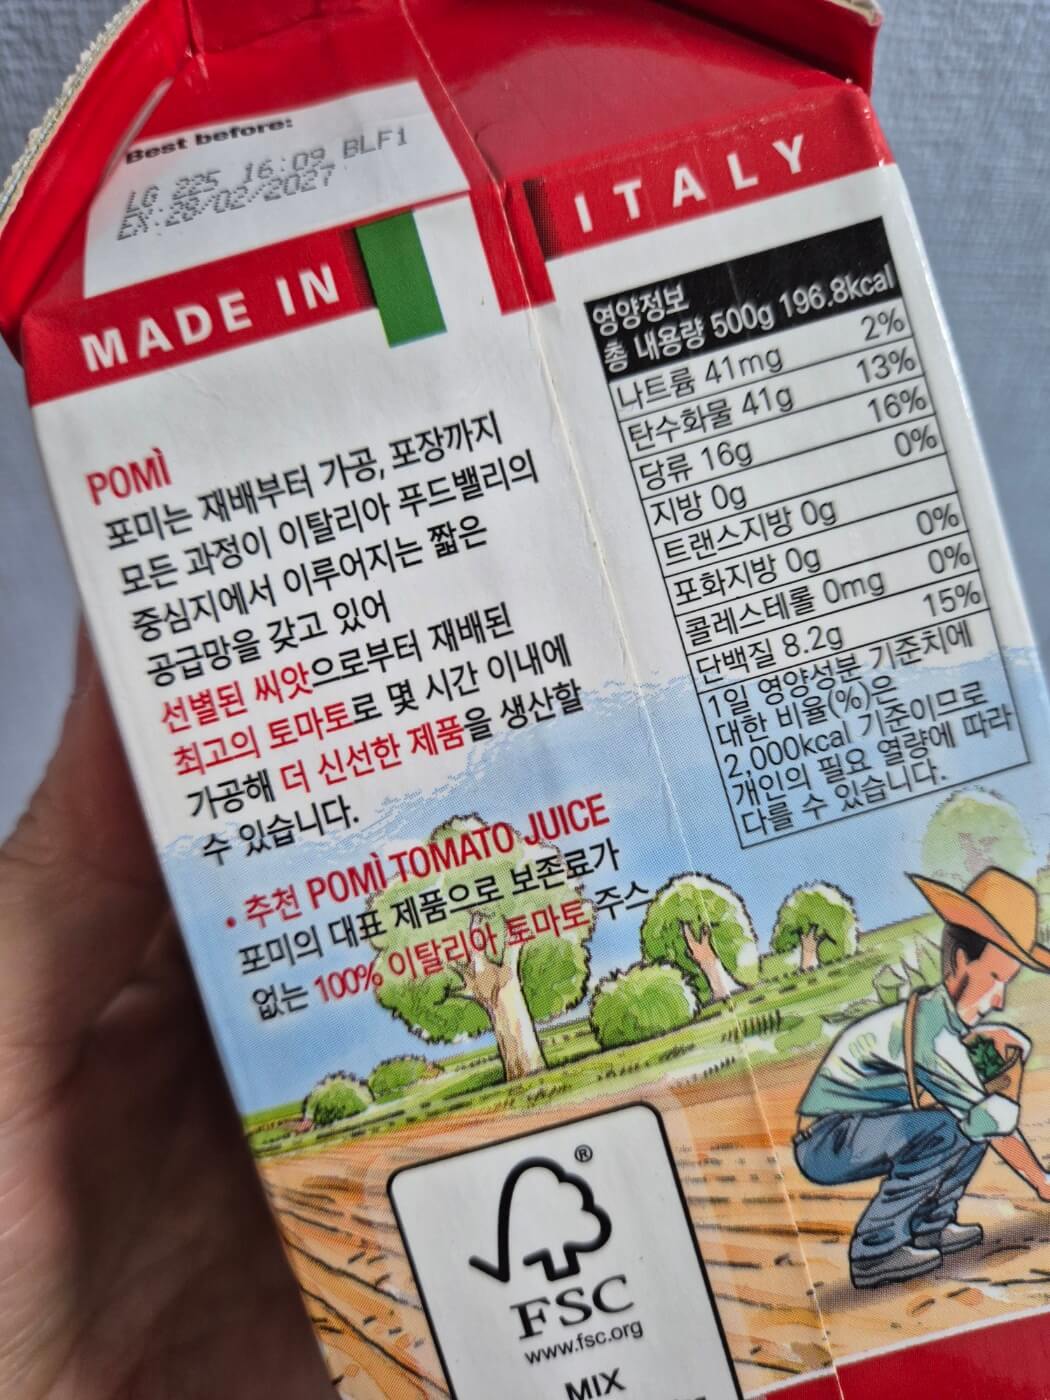 Best before:
LG 225 16:09 BLF1
EX:28/02/2027
MADE IN ITALY
POMÌ
포미는 재배부터 가공, 포장까지
모든 과정이 이탈리아 푸드밸리의
중심지에서 이루어지는 짧은
공급망을 갖고 있어
선별된 씨앗으로부터 재배된
최고의 토마토로 몇 시간 이내에
가공해 더 신선한 제품을 생산할
수 있습니다.
• 추천 POMÌ TOMATO JUICE
포미의 대표 제품으로 보존료가
없는 100% 이탈리아 토마토 주스
영양정보
총 내용량 500g 196.8kcal
나트륨 41mg 2%
탄수화물 41g 13%
당류 16g 16%
지방 0g 0%
트랜스지방 0g
포화지방 0g 0%
콜레스테롤 0mg 0%
단백질 8.2g 15%
1일 영양성분 기준치에
대한 비율(%)은
2,000kcal 기준이므로
개인의 필요 열량에 따라
다를 수 있습니다.
®
FSC
www.fsc.org
MIX